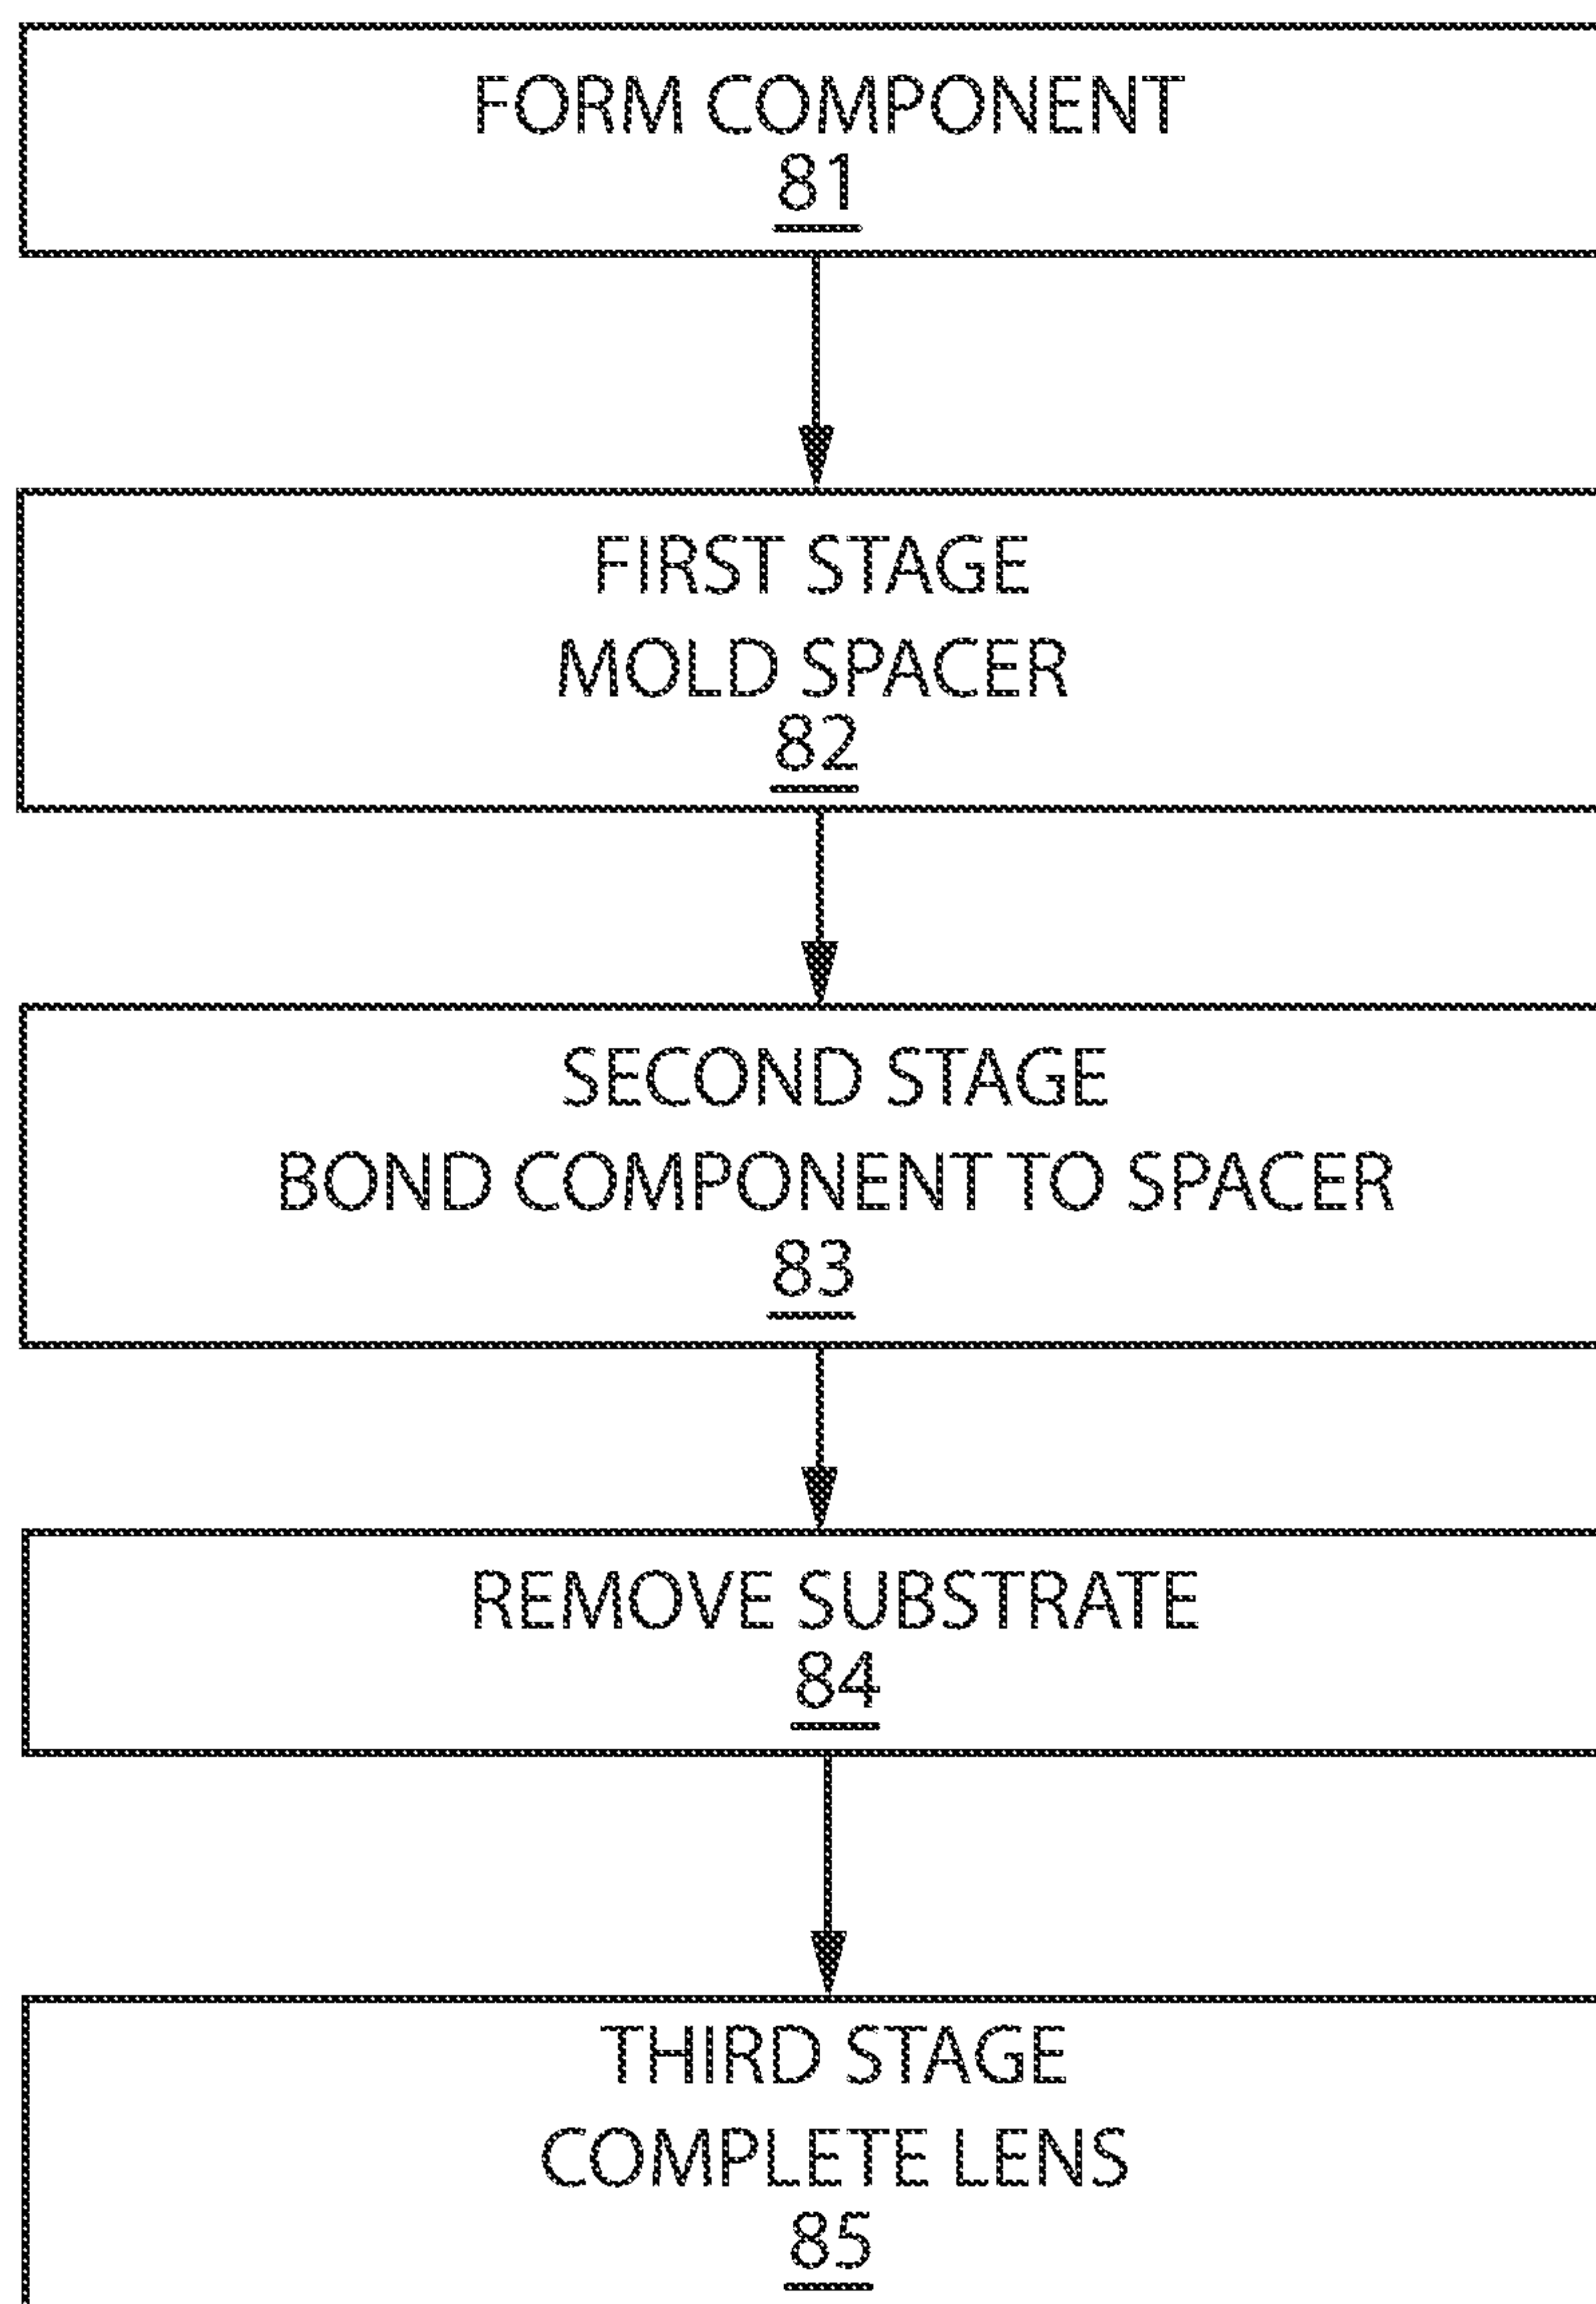 FORM COMPONENT
81
FIRST STAGE
MOLD SPACER
82
SECOND STAGE
BOND COMPONENT TO SPACER
83
REMOVE SUBSTRATE
84
THIRD STAGE
COMPLETE LENS
85